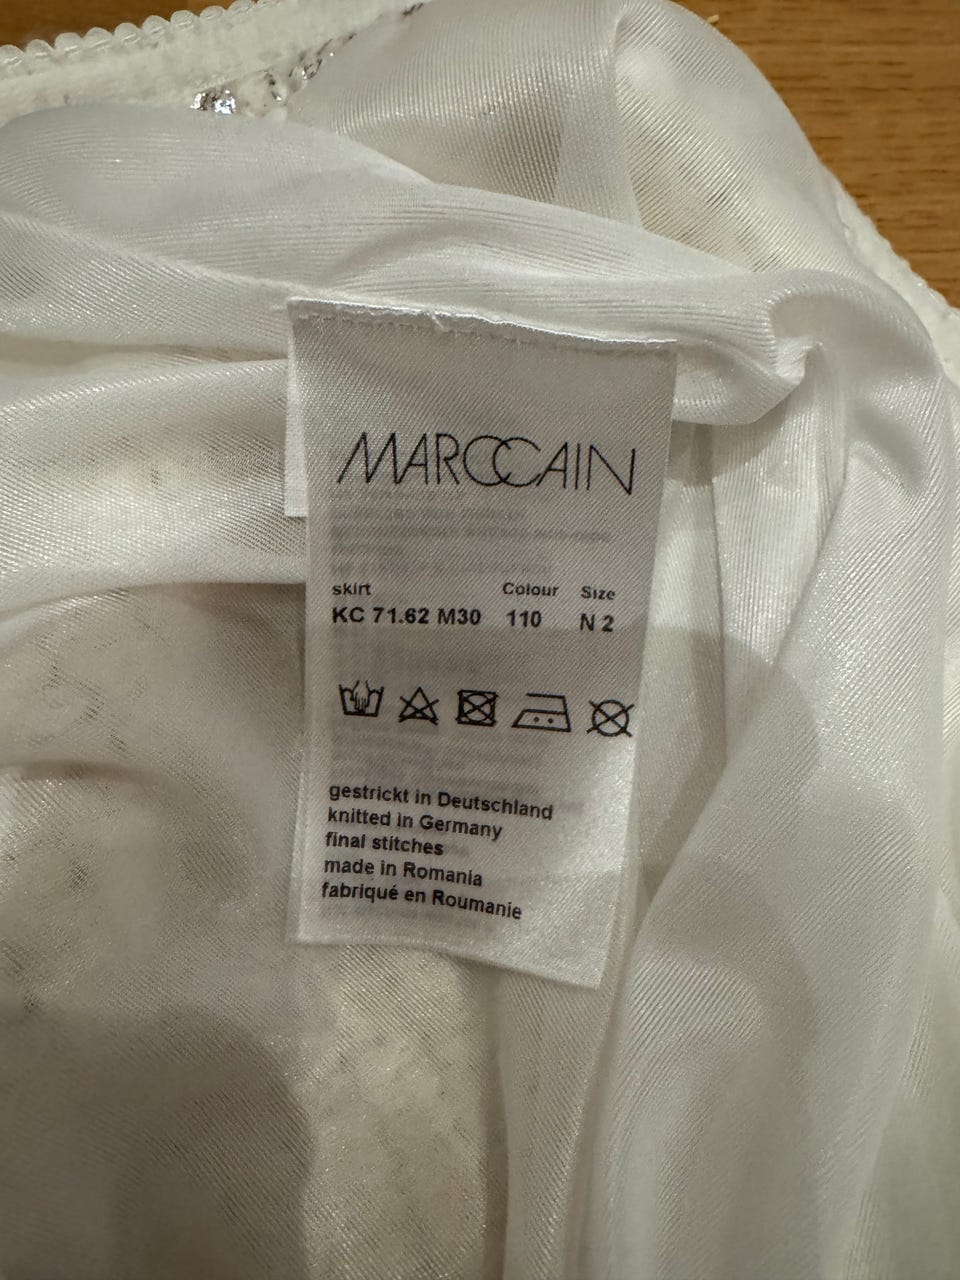 MARCCAIN
skirt Colour Size
KC 71.62 M30 110 N 2
gestrickt in Deutschland
knitted in Germany
final stitches
made in Romania
fabriqué en Roumanie